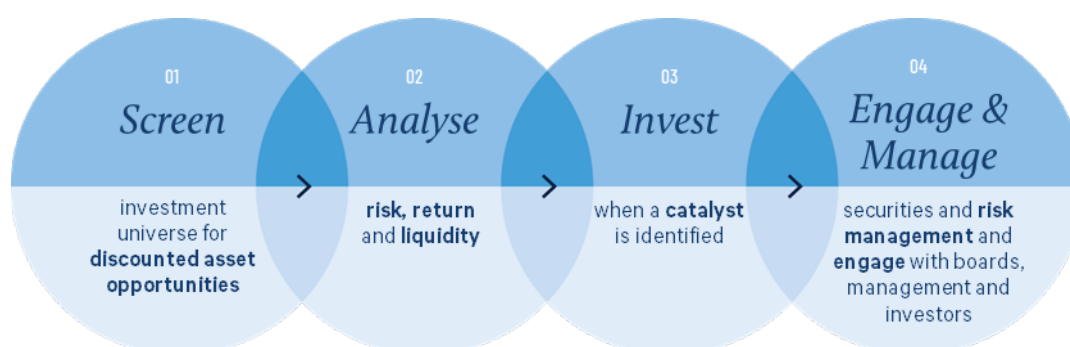 01
Screen
investment
universe for
discounted asset
opportunities
02
Analyse
risk, return
and liquidity
03
Invest
when a catalyst
is identified
04
Engage &
Manage
securities and risk
management and
engage with boards,
management and
investors